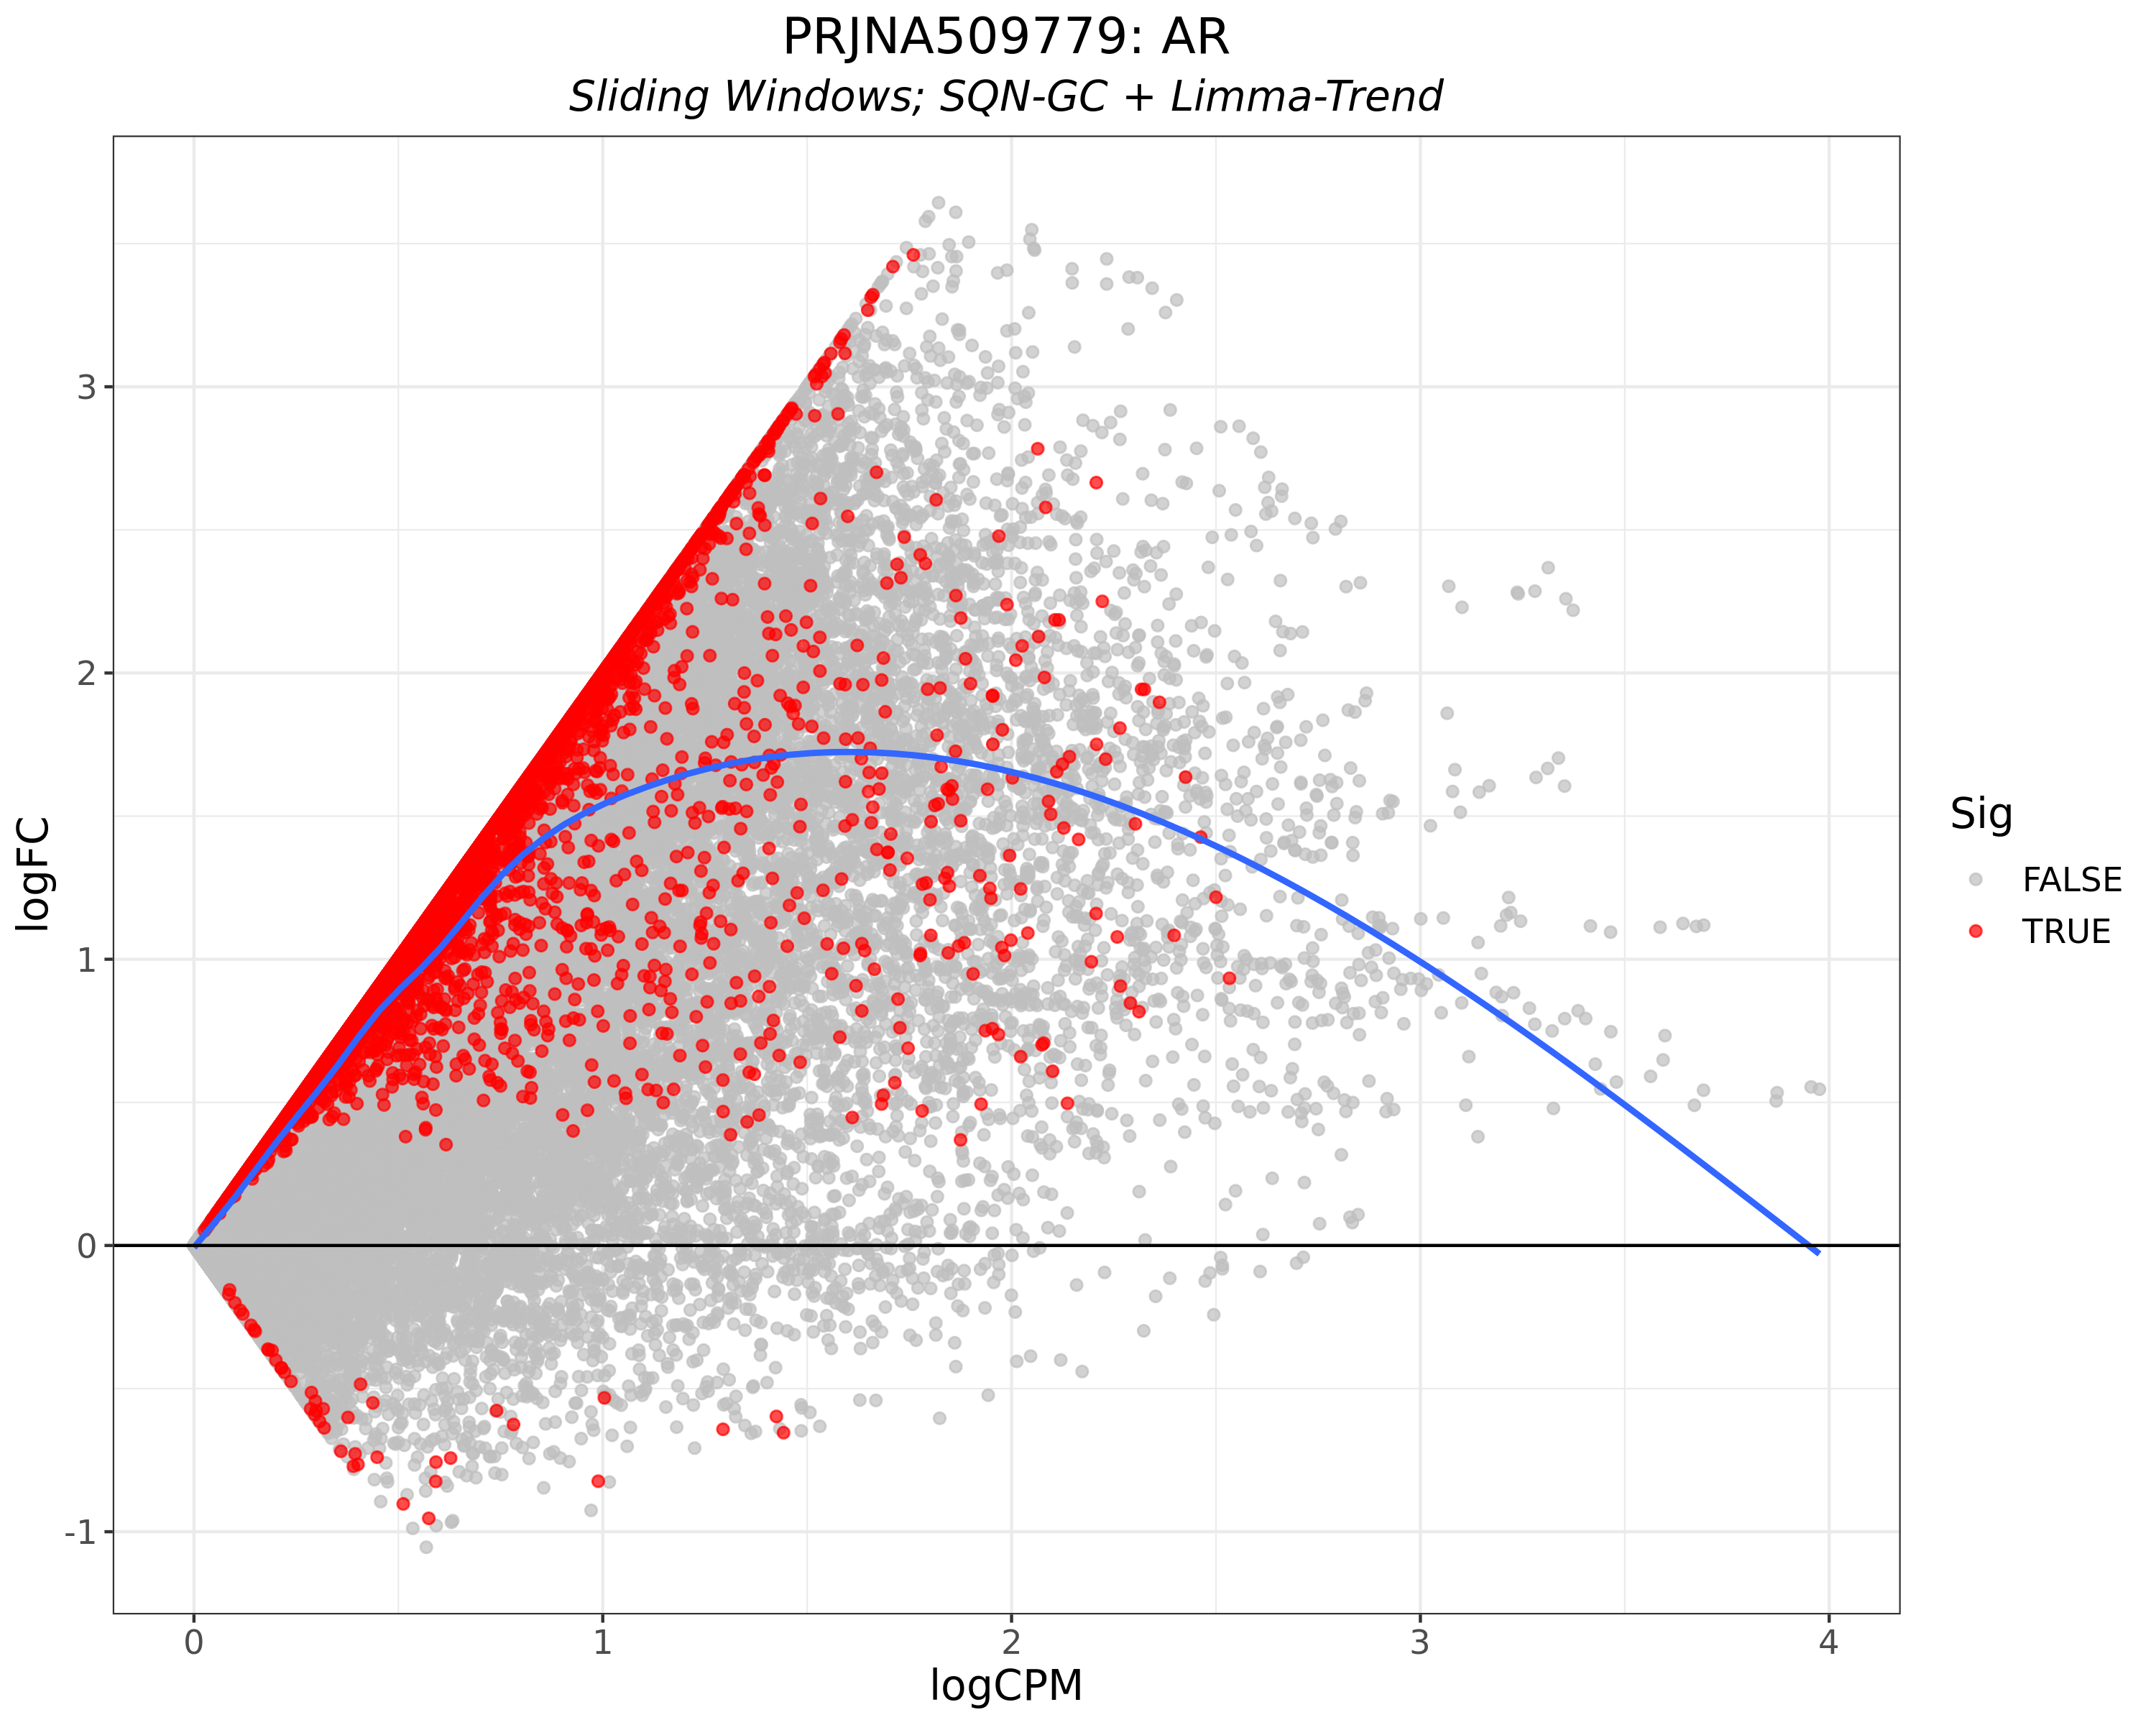 PRJNA509779: AR
Sliding Windows; SQN-GC + Limma-Trend
logFC
3
2
1
0
-1
0 1 2 3 4
logCPM
Sig
FALSE
TRUE